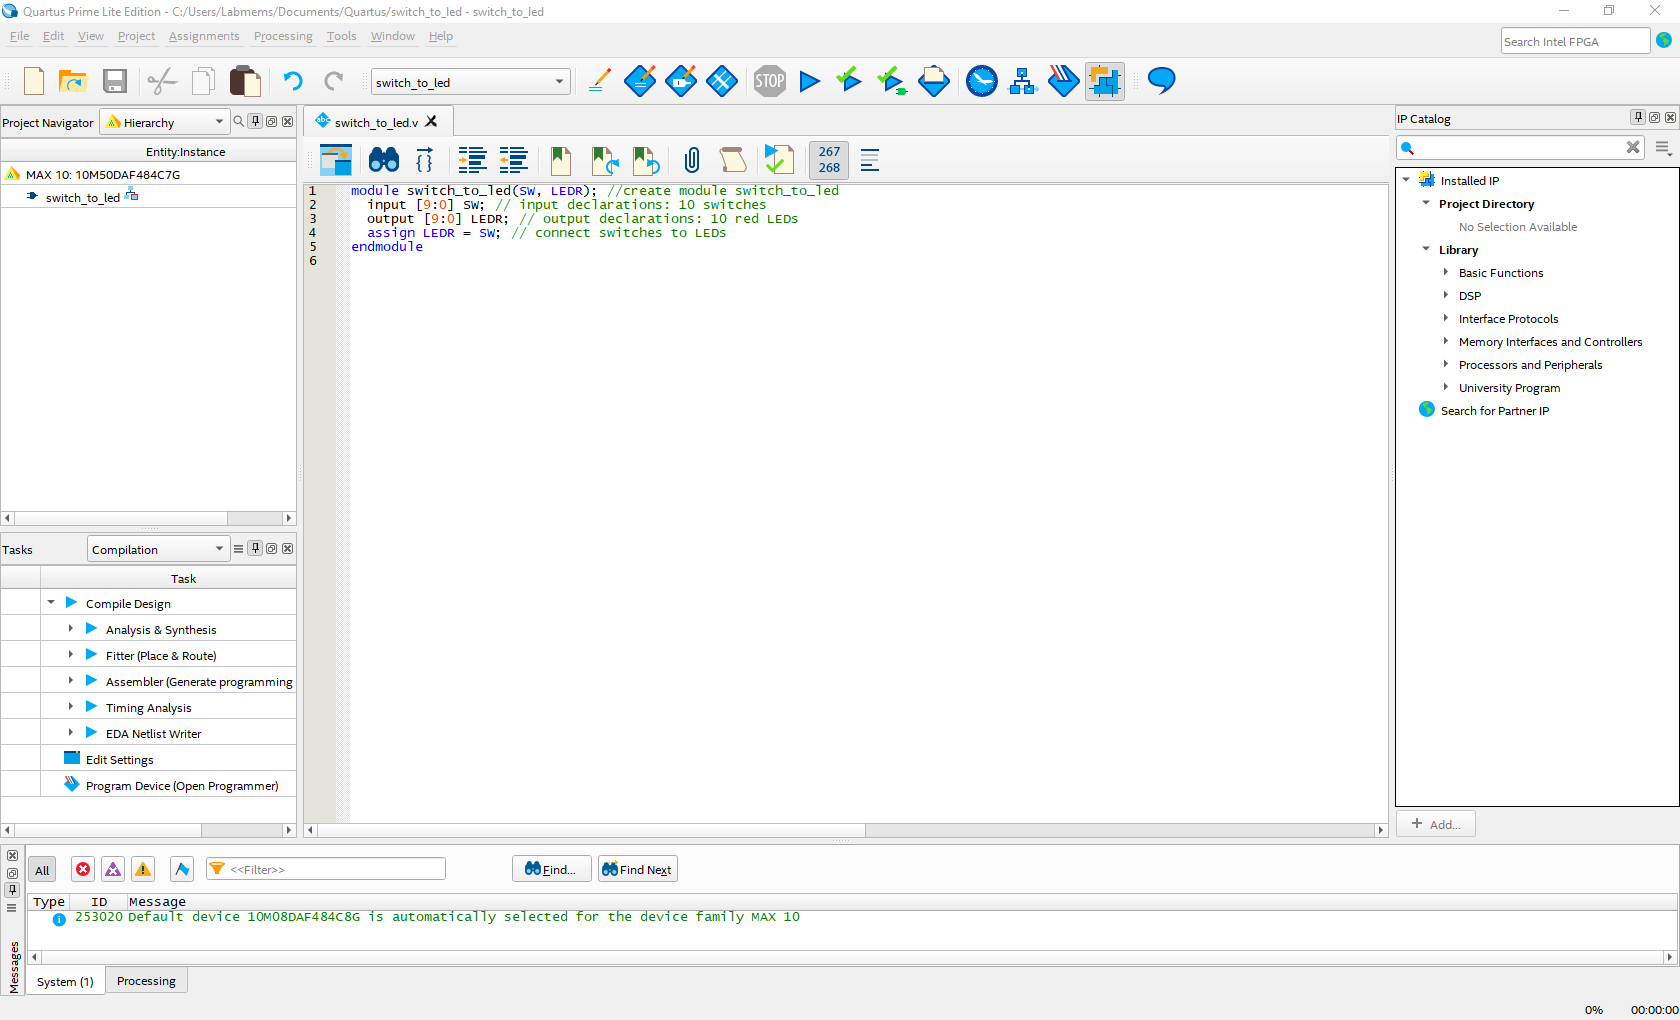 Quartus Prime Lite Edition - C:/Users/Labmems/Documents/Quartus/switch_to_led - switch_to_led
File Edit View Project Assignments Processing Tools Window Help
Search Intel FPGA
switch_to_led
STOP
Project Navigator
Hierarchy
Entity:Instance
MAX 10: 10M50DAF484C7G
switch_to_led
Tasks
Compilation
Task
Compile Design
Analysis & Synthesis
Fitter (Place & Route)
Assembler (Generate programming
Timing Analysis
EDA Netlist Writer
Edit Settings
Program Device (Open Programmer)
abc switch_to_led.v
267
268
1 module switch_to_led(SW, LEDR); //create module switch_to_led
2 input [9:0] SW; // input declarations: 10 switches
3 output [9:0] LEDR; // output declarations: 10 red LEDs
4 assign LEDR = SW; // connect switches to LEDs
5 endmodule
6
IP Catalog
Installed IP
Project Directory
No Selection Available
Library
Basic Functions
DSP
Interface Protocols
Memory Interfaces and Controllers
Processors and Peripherals
University Program
Search for Partner IP
+ Add...
Messages
All
<<Filter>>
Find...
Find Next
Type ID Message
253020 Default device 10M08DAF484C8G is automatically selected for the device family MAX 10
System (1)
Processing
0%
00:00:00